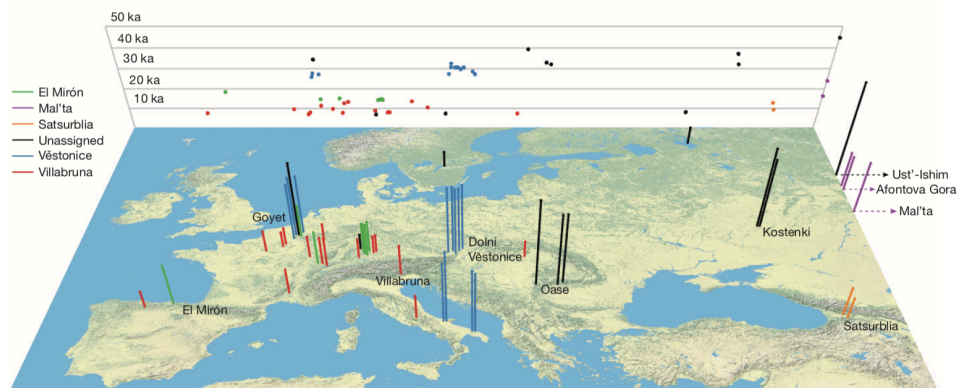 50 ka
40 ka
30 ka
20 ka
10 ka
El Mirón
Mal'ta
Satsurblia
Unassigned
Věstonice
Villabruna
Ust'-Ishim
Afontova Gora
Mal'ta
Goyet
Kostenki
Dolní
Věstonice
Villabruna
Oase
El Mirón
Satsurblia